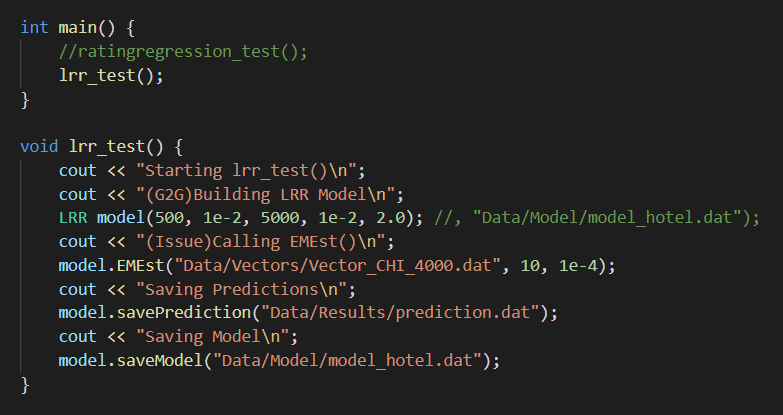 int main() {
    //ratingregression_test();
    lrr_test();
}

void lrr_test() {
    cout << "Starting lrr_test()\n";
    cout << "(G2G)Building LRR Model\n";
    LRR model(500, 1e-2, 5000, 1e-2, 2.0); //, "Data/Model/model_hotel.dat");
    cout << "(Issue)Calling EMEst()\n";
    model.EMEst("Data/Vectors/Vector_CHI_4000.dat", 10, 1e-4);
    cout << "Saving Predictions\n";
    model.savePrediction("Data/Results/prediction.dat");
    cout << "Saving Model\n";
    model.saveModel("Data/Model/model_hotel.dat");
}